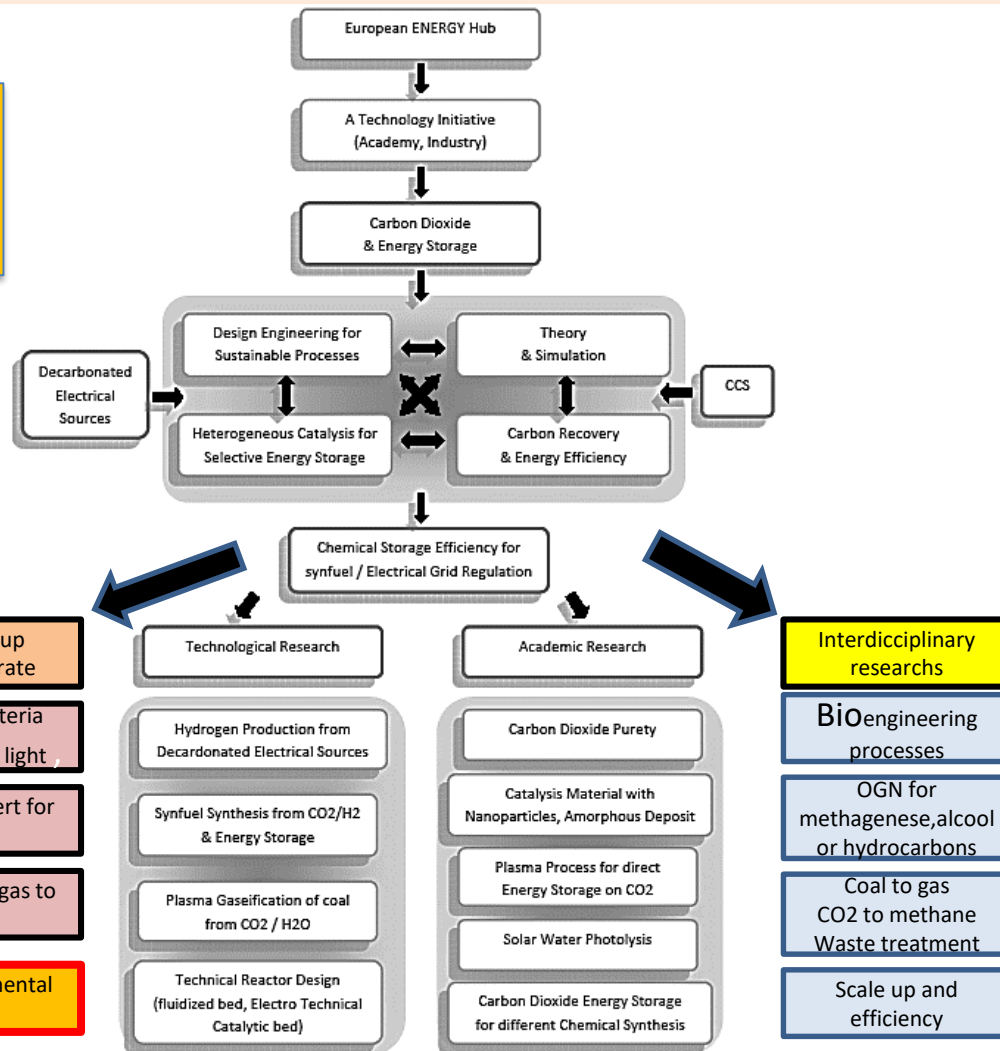 European ENERGY Hub
A Technology Initiative
(Academy, Industry)
Carbon Dioxide
& Energy Storage
Design Engineering for
Sustainable Processes
Theory
& Simulation
Decarbonated
Electrical
Sources
CCS
Heterogeneous Catalysis for
Selective Energy Storage
Carbon Recovery
& Energy Efficiency
Chemical Storage Efficiency for
synfuel / Electrical Grid Regulation
up
rate
teria
light ,
ert for
gas to
nental
Technological Research
Hydrogen Production from
Decardonated Electrical Sources
Synfuel Synthesis from CO2/H2
& Energy Storage
Plasma Gaseification of coal
from CO2 / H2O
Technical Reactor Design
(fluidized bed, Electro Technical
Catalytic bed)
Academic Research
Carbon Dioxide Purety
Catalysis Material with
Nanoparticles, Amorphous Deposit
Plasma Process for direct
Energy Storage on CO2
Solar Water Photolysis
Carbon Dioxide Energy Storage
for different Chemical Synthesis
Interdicciplinary
researchs
Bioengineering
processes
OGN for
methagenese,alcool
or hydrocarbons
Coal to gas
CO2 to methane
Waste treatment
Scale up and
efficiency